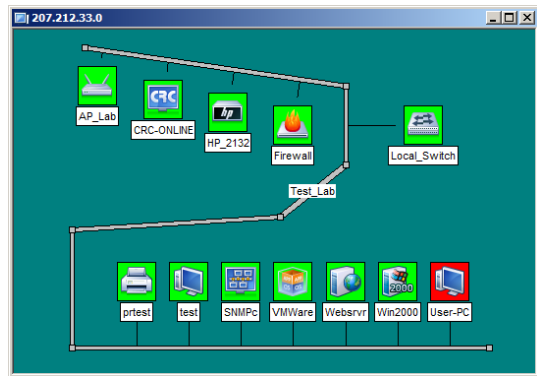 207.212.33.0
AP_Lab
CRC
CRC-ONLINE
hp
HP_2132
Firewall
Local_Switch
Test_Lab
prtest
test
SNMPc
VMWare
Websrvr
2000
Win2000
User-PC